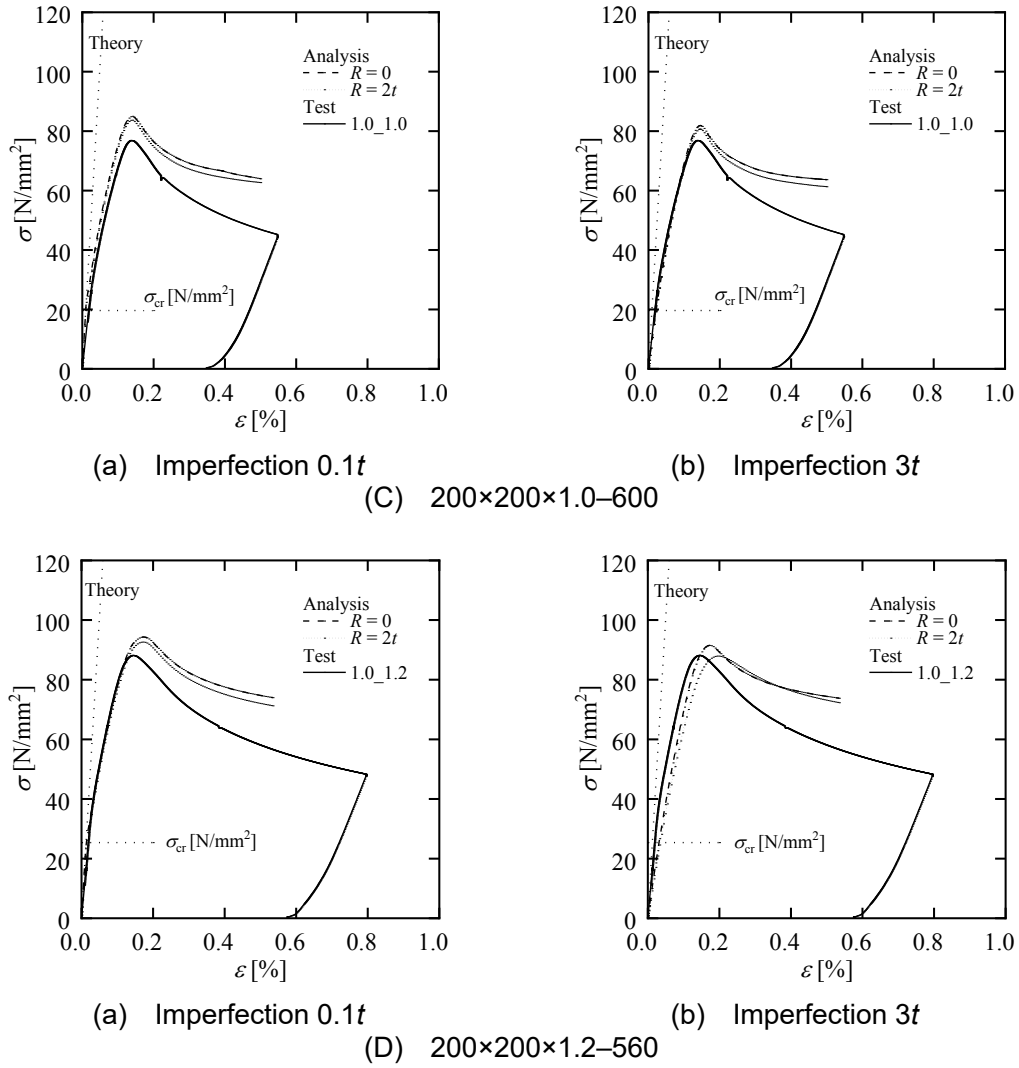 120
100
80
60
40
20
0
σ [N/mm²]
Theory
Analysis
R = 0
R = 2t
Test
1.0_1.0
σcr [N/mm²]
0.0 0.2 0.4 0.6 0.8 1.0
ε [%]
(a) Imperfection 0.1t
120
100
80
60
40
20
0
σ [N/mm²]
Theory
Analysis
R = 0
R = 2t
Test
1.0_1.0
σcr [N/mm²]
0.0 0.2 0.4 0.6 0.8 1.0
ε [%]
(b) Imperfection 3t
(C) 200×200×1.0–600
120
100
80
60
40
20
0
σ [N/mm²]
Theory
Analysis
R = 0
R = 2t
Test
1.0_1.2
σcr [N/mm²]
0.0 0.2 0.4 0.6 0.8 1.0
ε [%]
(a) Imperfection 0.1t
120
100
80
60
40
20
0
σ [N/mm²]
Theory
Analysis
R = 0
R = 2t
Test
1.0_1.2
σcr [N/mm²]
0.0 0.2 0.4 0.6 0.8 1.0
ε [%]
(b) Imperfection 3t
(D) 200×200×1.2–560